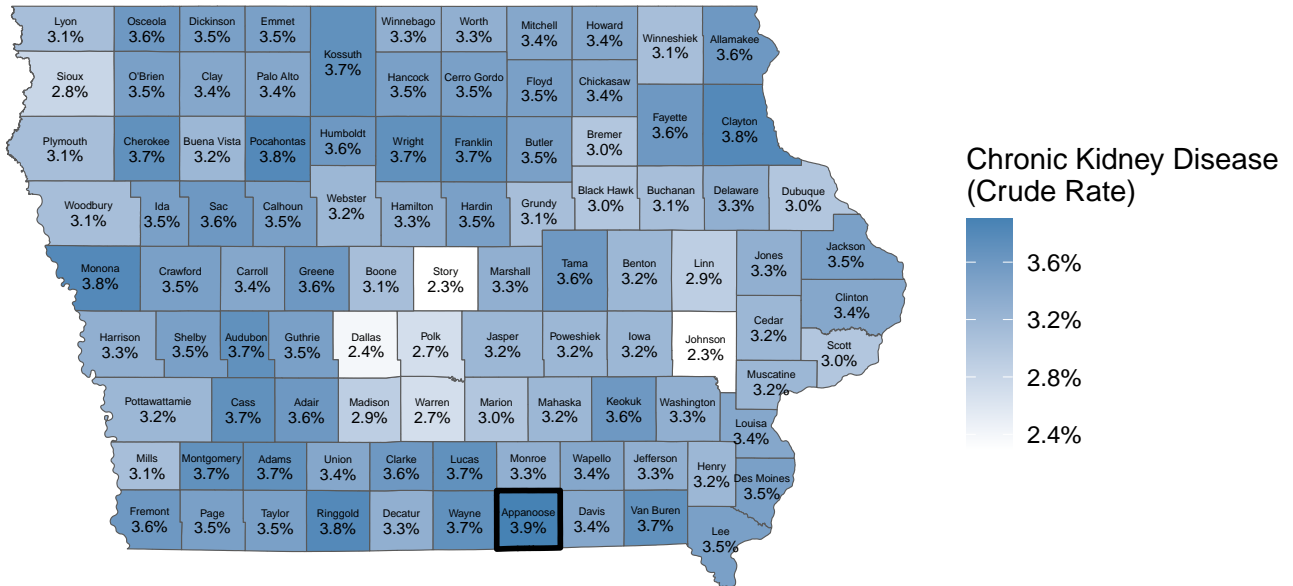 Lyon
3.1%
Osceola
3.6%
Dickinson
3.5%
Emmet
3.5%
Kossuth
3.7%
Winnebago
3.3%
Worth
3.3%
Mitchell
3.4%
Howard
3.4%
Winneshiek
3.1%
Allamakee
3.6%
Sioux
2.8%
O'Brien
3.5%
Clay
3.4%
Palo Alto
3.4%
Hancock
3.5%
Cerro Gordo
3.5%
Floyd
3.5%
Chickasaw
3.4%
Fayette
3.6%
Clayton
3.8%
Plymouth
3.1%
Cherokee
3.7%
Buena Vista
3.2%
Pocahontas
3.8%
Humboldt
3.6%
Wright
3.7%
Franklin
3.7%
Butler
3.5%
Bremer
3.0%
Woodbury
3.1%
Ida
3.5%
Sac
3.6%
Calhoun
3.5%
Webster
3.2%
Hamilton
3.3%
Hardin
3.5%
Grundy
3.1%
Black Hawk
3.0%
Buchanan
3.1%
Delaware
3.3%
Dubuque
3.0%
Monona
3.8%
Crawford
3.5%
Carroll
3.4%
Greene
3.6%
Boone
3.1%
Story
2.3%
Marshall
3.3%
Tama
3.6%
Benton
3.2%
Linn
2.9%
Jones
3.3%
Jackson
3.5%
Clinton
3.4%
Harrison
3.3%
Shelby
3.5%
Audubon
3.7%
Guthrie
3.5%
Dallas
2.4%
Polk
2.7%
Jasper
3.2%
Poweshiek
3.2%
Iowa
3.2%
Johnson
2.3%
Cedar
3.2%
Scott
3.0%
Muscatine
3.2%
Pottawattamie
3.2%
Cass
3.7%
Adair
3.6%
Madison
2.9%
Warren
2.7%
Marion
3.0%
Mahaska
3.2%
Keokuk
3.6%
Washington
3.3%
Louisa
3.4%
Mills
3.1%
Montgomery
3.7%
Adams
3.7%
Union
3.4%
Clarke
3.6%
Lucas
3.7%
Monroe
3.3%
Wapello
3.4%
Jefferson
3.3%
Henry
3.2%
Des Moines
3.5%
Fremont
3.6%
Page
3.5%
Taylor
3.5%
Ringgold
3.8%
Decatur
3.3%
Wayne
3.7%
Appanoose
3.9%
Davis
3.4%
Van Buren
3.7%
Lee
3.5%
Chronic Kidney Disease
(Crude Rate)
3.6%
3.2%
2.8%
2.4%